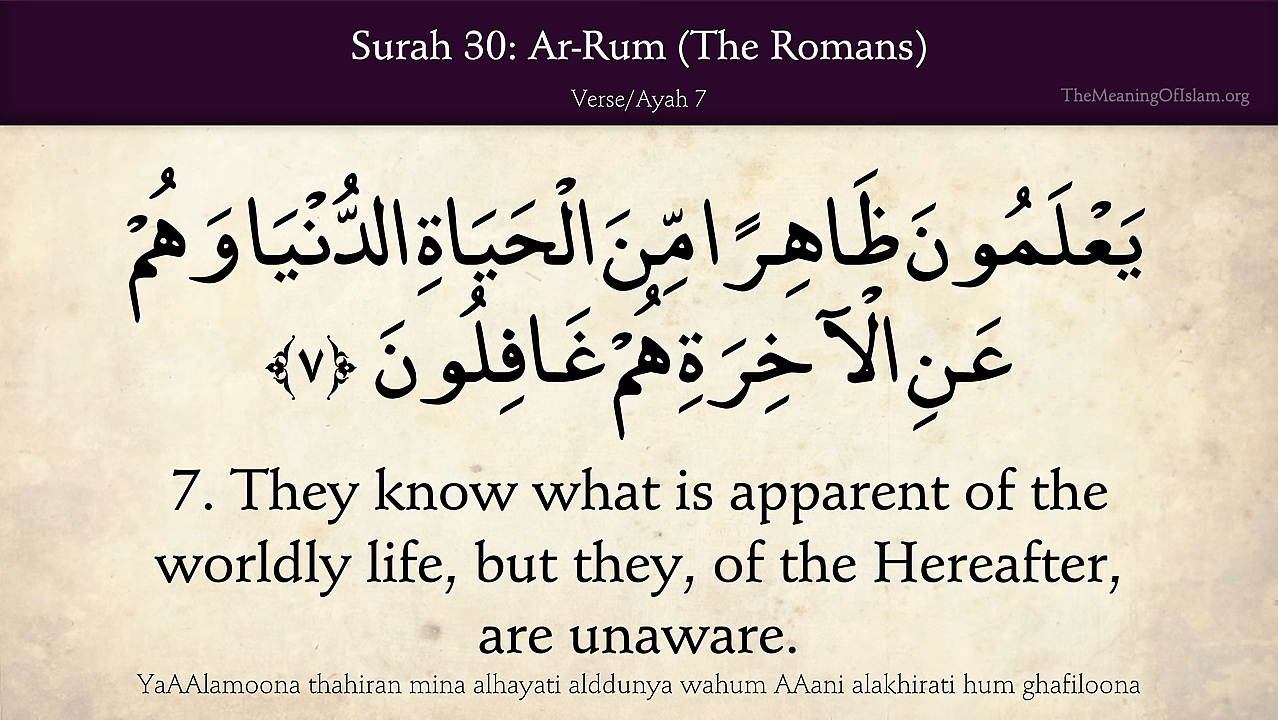 Surah 30: Ar-Rum (The Romans)
Verse/Ayah 7
TheMeaningOfIslam.org
يَعْلَمُونَ ظَاهِرًا مِّنَ الْحَيَاةِ الدُّنْيَا وَهُمْ
عَنِ الْآخِرَةِ هُمْ غَافِلُونَ ﴿٧﴾
7. They know what is apparent of the
worldly life, but they, of the Hereafter,
are unaware.
YaAAlamoona thahiran mina alhayati alddunya wahum AAani alakhirati hum ghafiloona